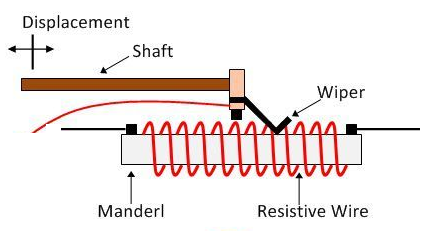 Displacement
Shaft
Wiper
Manderl
Resistive Wire